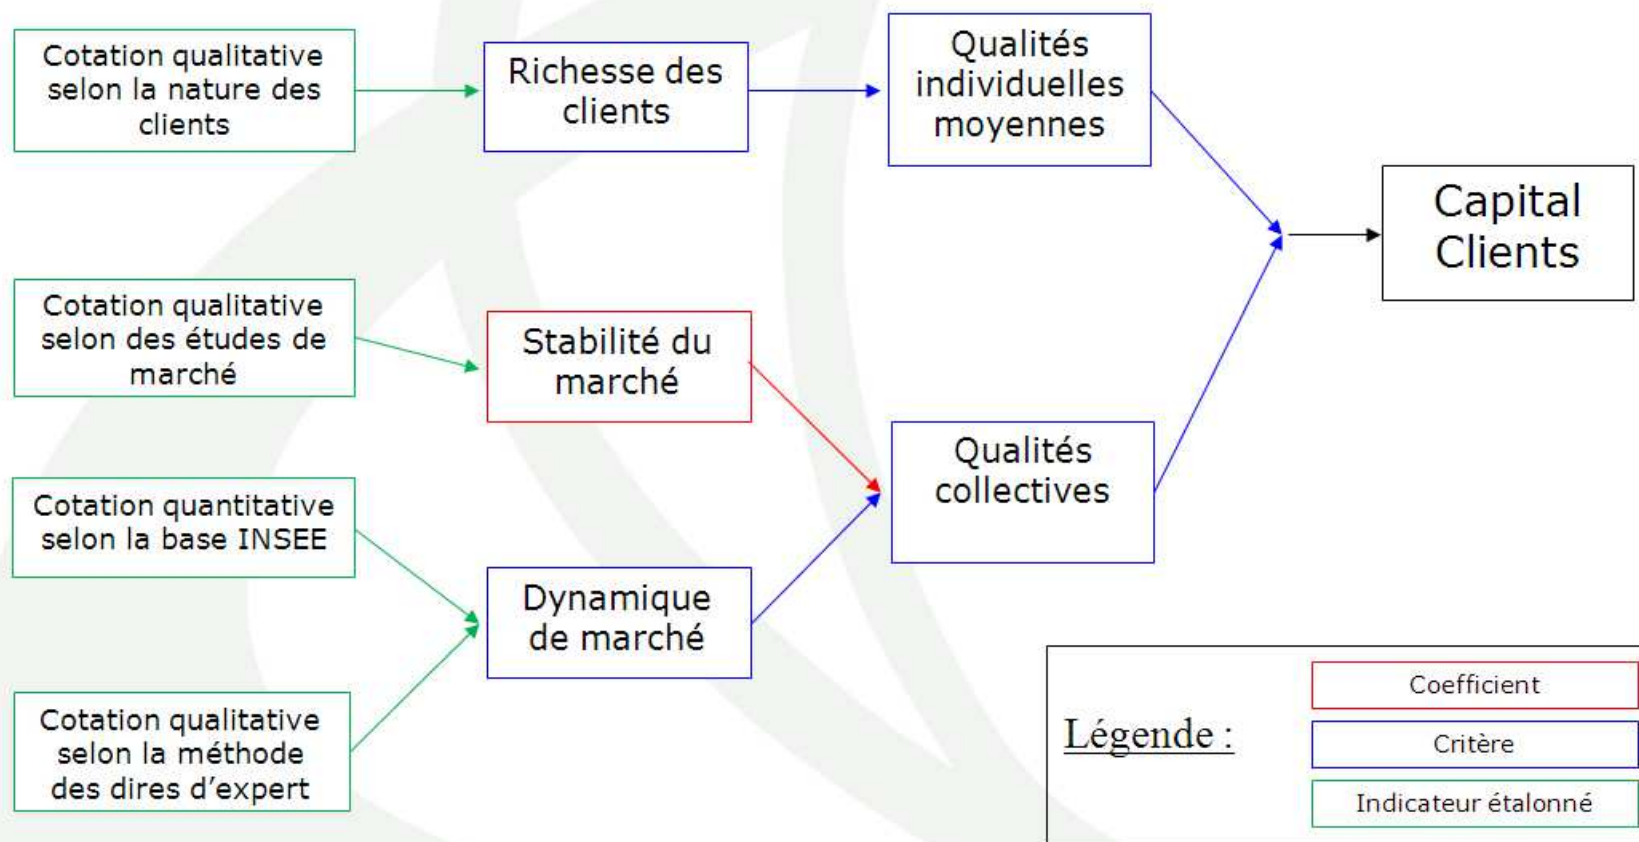 Cotation qualitative
selon la nature des
clients
Richesse des
clients
Qualités
individuelles
moyennes
Capital
Clients
Cotation qualitative
selon des études de
marché
Stabilité du
marché
Qualités
collectives
Cotation quantitative
selon la base INSEE
Dynamique
de marché
Cotation qualitative
selon la méthode
des dires d'expert
Légende :
Coefficient
Critère
Indicateur étalonné